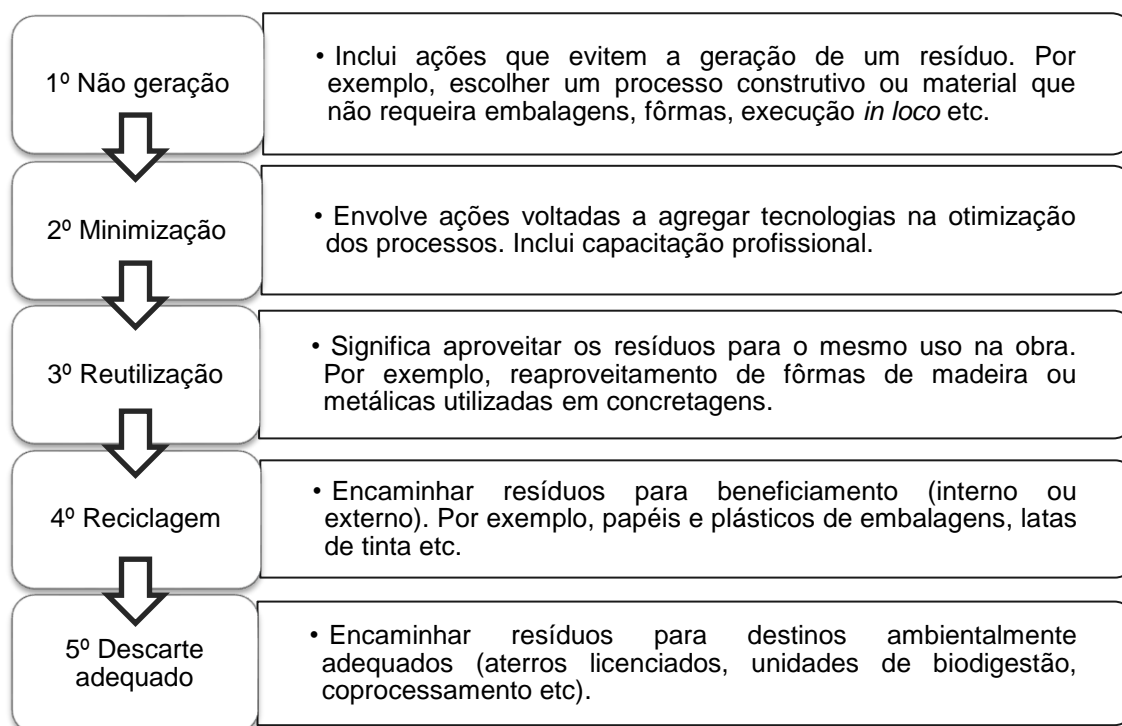 1º Não geração
• Inclui ações que evitem a geração de um resíduo. Por
exemplo, escolher um processo construtivo ou material que
não requeira embalagens, fôrmas, execução in loco etc.
2º Minimização
• Envolve ações voltadas a agregar tecnologias na otimização
dos processos. Inclui capacitação profissional.
3º Reutilização
• Significa aproveitar os resíduos para o mesmo uso na obra.
Por exemplo, reaproveitamento de fôrmas de madeira ou
metálicas utilizadas em concretagens.
4º Reciclagem
• Encaminhar resíduos para beneficiamento (interno ou
externo). Por exemplo, papéis e plásticos de embalagens, latas
de tinta etc.
5º Descarte
adequado
• Encaminhar resíduos para destinos ambientalmente
adequados (aterros licenciados, unidades de biodigestão,
coprocessamento etc).